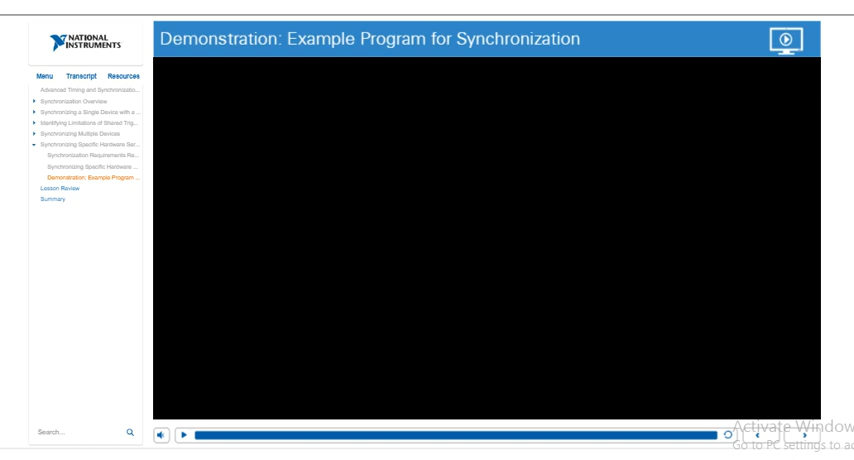 NATIONAL INSTRUMENTS
Demonstration: Example Program for Synchronization
Menu Transcript Resources
Advanced Timing and Synchronizatio...
Synchronization Overview
Synchronizing a Single Device with a ...
Identifying Limitations of Shared Trig...
Synchronizing Multiple Devices
Synchronizing Specific Hardware Ser...
Synchronization Requirements Re...
Synchronizing Specific Hardware ...
Demonstration: Example Program ...
Lesson Review
Summary
Search...
Activate Window
Go to PC settings to ac